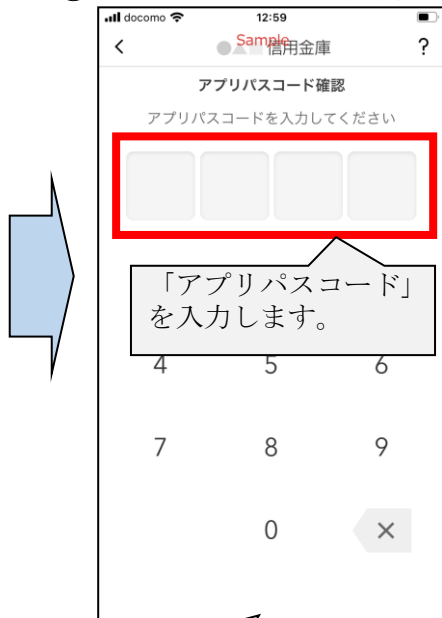 docomo 12:59
Sample
信用金庫 ?
アプリパスコード確認
アプリパスコードを入力してください
「アプリパスコード」
を入力します。
4 5 6
7 8 9
0